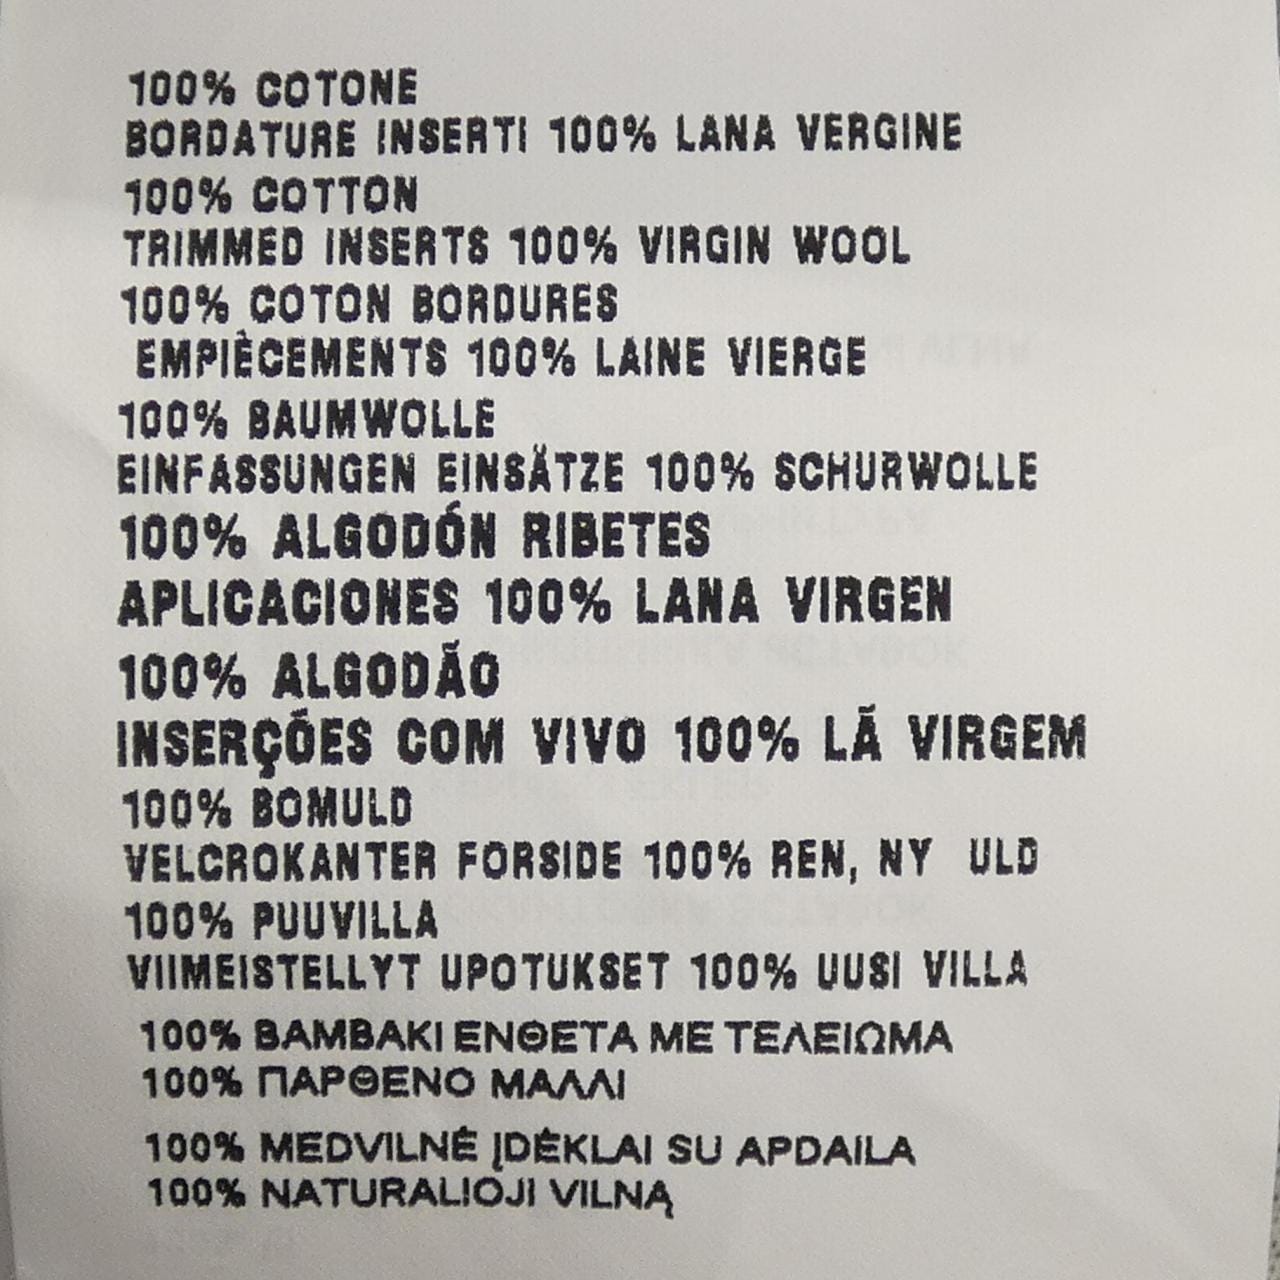 100% COTONE
BORDATURE INSERTI 100% LANA VERGINE
100% COTTON
TRIMMED INSERTS 100% VIRGIN WOOL
100% COTON BORDURES
EMPIÈCEMENTS 100% LAINE VIERGE
100% BAUMWOLLE
EINFASSUNGEN EINSÄTZE 100% SCHURWOLLE
100% ALGODÓN RIBETES
APLICACIONES 100% LANA VIRGEN
100% ALGODÃO
INSERÇÕES COM VIVO 100% LÃ VIRGEM
100% BOMULD
VELCROKANTER FORSIDE 100% REN, NY ULD
100% PUUVILLA
VIIMEISTELLYT UPOTUKSET 100% UUSI VILLA
100% ΒΑΜΒΑΚΙ ΕΝΘΕΤΑ ΜΕ ΤΕΛΕΙΩΜΑ
100% ΠΑΡΘΕΝΟ ΜΑΛΛΙ
100% MEDVILNĖ ĮDĖKLAI SU APDAILA
100% NATURALIOJI VILNĄ